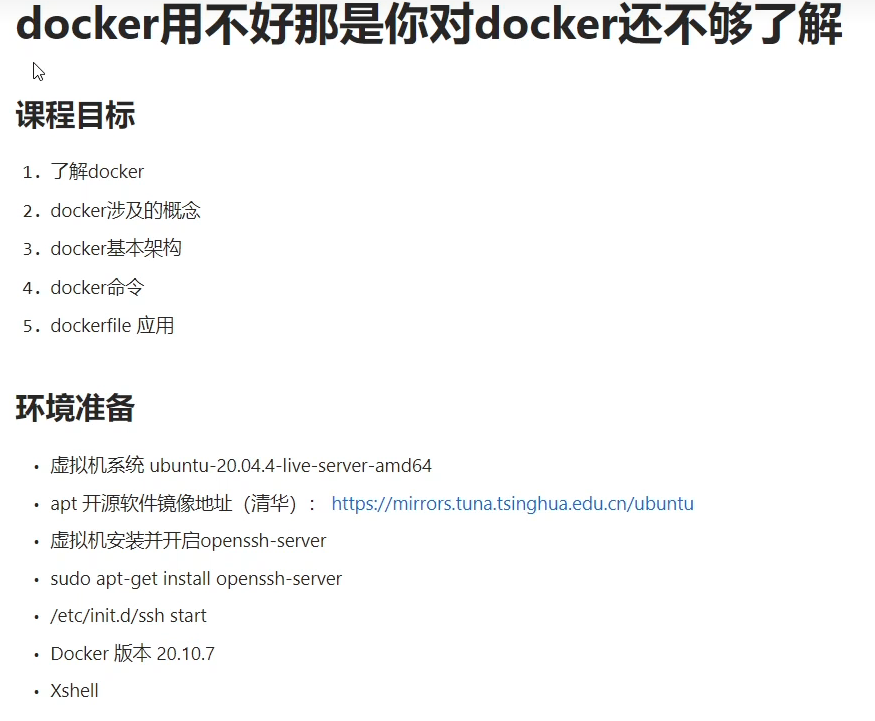 docker用不好那是你对docker还不够了解
课程目标
1. 了解docker
2. docker涉及的概念
3. docker基本架构
4. docker命令
5. dockerfile 应用
环境准备
• 虚拟机系统 ubuntu-20.04.4-live-server-amd64
• apt 开源软件镜像地址（清华）： https://mirrors.tuna.tsinghua.edu.cn/ubuntu
• 虚拟机安装并开启openssh-server
• sudo apt-get install openssh-server
• /etc/init.d/ssh start
• Docker 版本 20.10.7
• Xshell